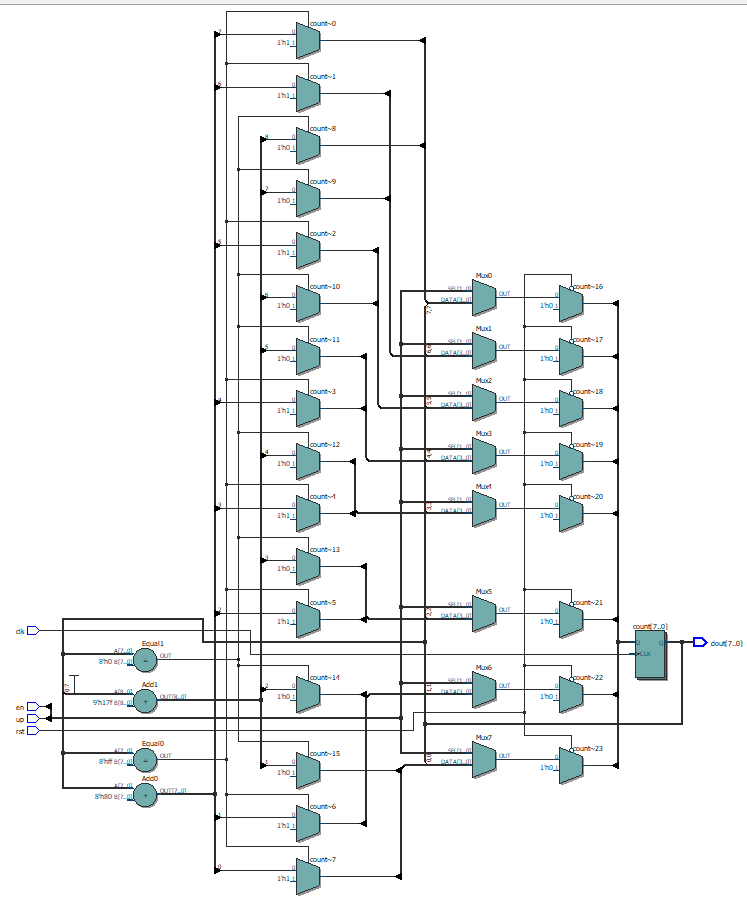 count~0
0
1'h1 1
count~1
0
1'h1 1
count~8
0
1'h0 1
count~9
0
1'h0 1
count~2
0
1'h1 1
count~10
0
1'h0 1
count~11
0
1'h0 1
count~3
0
1'h1 1
count~12
0
1'h0 1
count~4
0
1'h1 1
count~13
0
1'h0 1
count~5
0
1'h1 1
count~14
0
1'h0 1
count~15
0
1'h0 1
count~6
0
1'h1 1
count~7
0
1'h1 1
Mux0
SEL[1..0]
DATA[3..0]
OUT
Mux1
SEL[1..0]
DATA[3..0]
OUT
Mux2
SEL[1..0]
DATA[3..0]
OUT
Mux3
SEL[1..0]
DATA[3..0]
OUT
Mux4
SEL[1..0]
DATA[3..0]
OUT
Mux5
SEL[1..0]
DATA[3..0]
OUT
Mux6
SEL[1..0]
DATA[3..0]
OUT
Mux7
SEL[1..0]
DATA[3..0]
OUT
count~16
0
1'h0 1
count~17
0
1'h0 1
count~18
0
1'h0 1
count~19
0
1'h0 1
count~20
0
1'h0 1
count~21
0
1'h0 1
count~22
0
1'h0 1
count~23
0
1'h0 1
clk
en
up
rst
Equal1
A[7..0]
8'h0 B[7..0]
=
OUT
Add1
A[8..0]
9'h17f B[8..0]
+
OUT[8..0]
Equal0
A[7..0]
8'hff B[7..0]
=
OUT
Add0
A[7..0]
8'h80 B[7..0]
+
OUT[7..0]
count[7..0]
D
Q
CLK
dout[7..0]